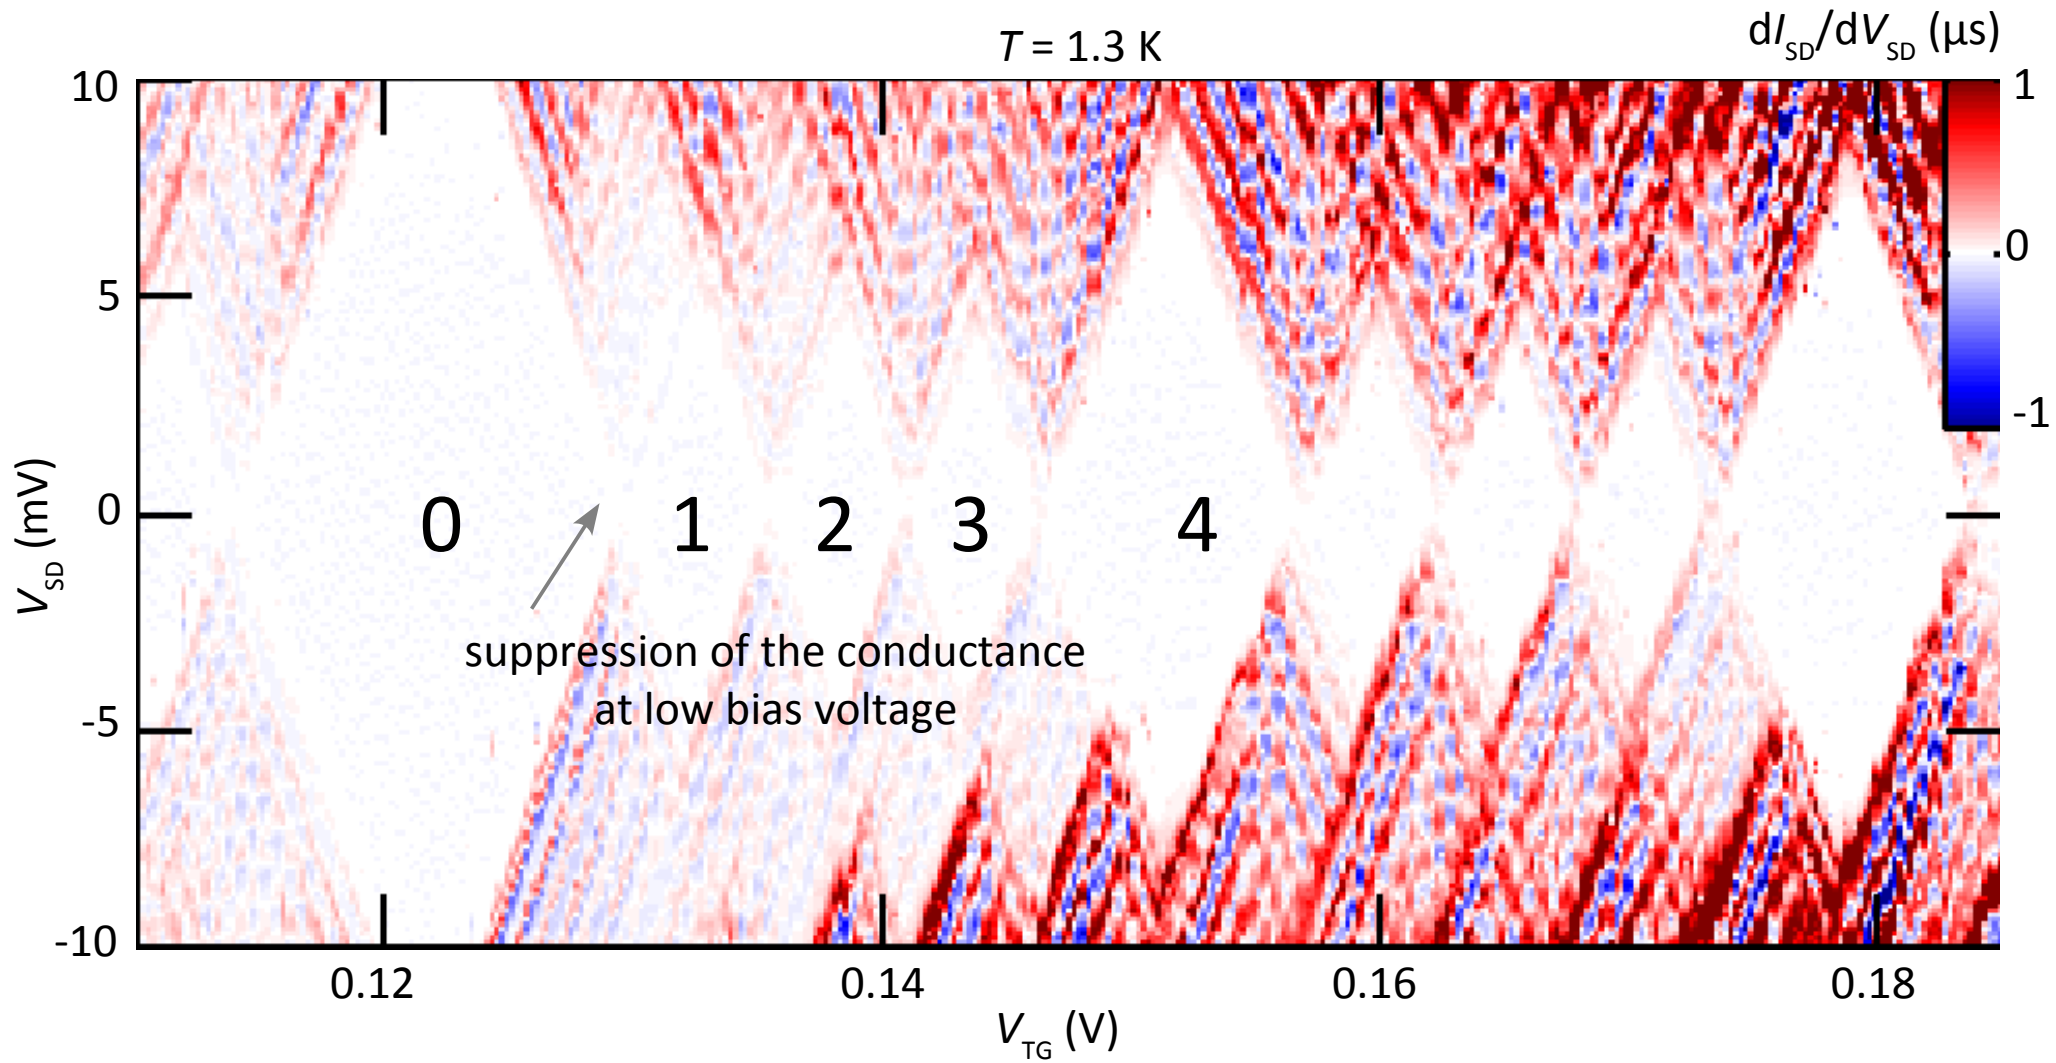 T = 1.3 K
dI_SD/dV_SD (μs)
10
5
0
-5
-10
V_SD (mV)
1
0
-1
0
1
2
3
4
suppression of the conductance
at low bias voltage
0.12
0.14
0.16
0.18
V_TG (V)